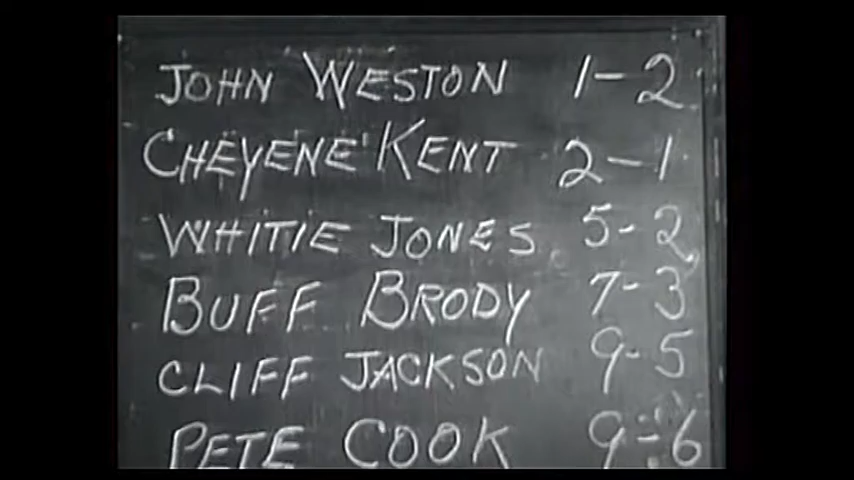 JOHN WESTON 1-2
CHEYENE KENT 2-1
WHITIE JONES 5-2
BUFF BRODY 7-3
CLIFF JACKSON 9-5
PETE COOK 9-6